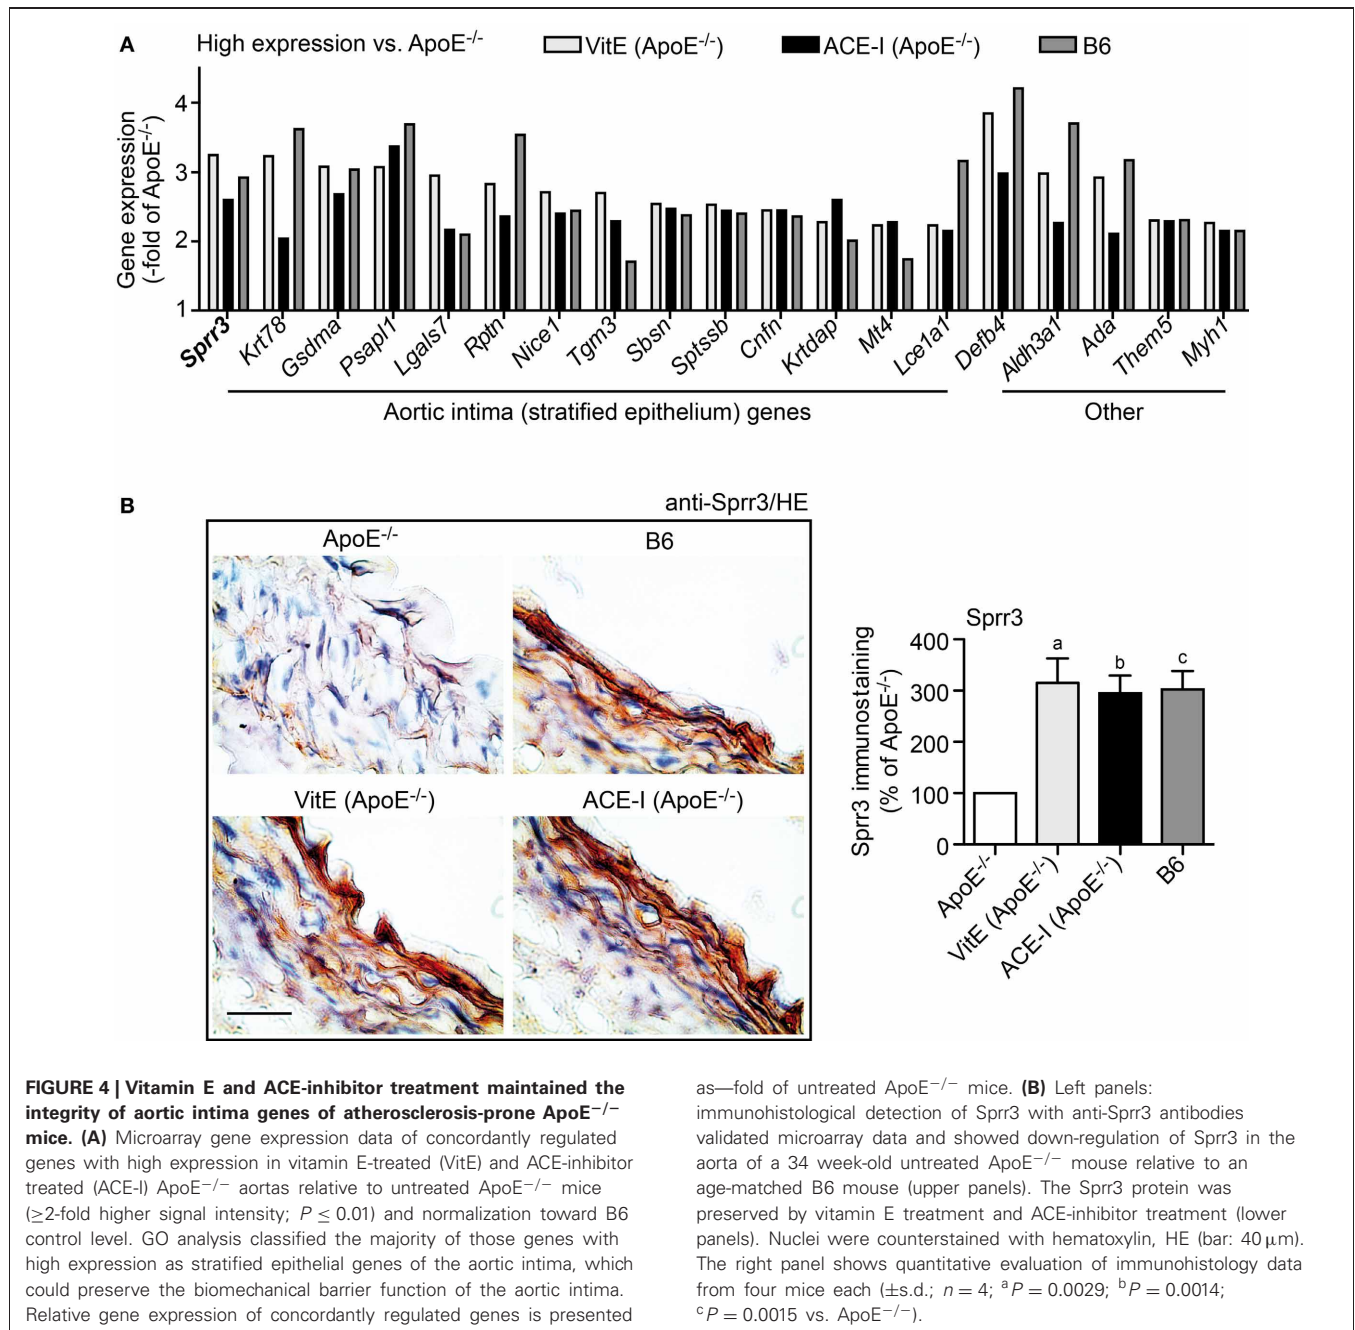 A
High expression vs. ApoE-/-
VitE (ApoE-/-)
ACE-I (ApoE-/-)
B6
Gene expression
(-fold of ApoE-/-)
4
3
2
1
Sprr3
Krt78
Gsdma
Psapl1
Lgals7
Rptn
Nice1
Tgm3
Sbsn
Sptssb
Cnfn
Krtdap
Mt4
Lce1a1
Defb4
Aldh3a1
Ada
Them5
Myh1
Aortic intima (stratified epithelium) genes
Other
B
anti-Sprr3/HE
ApoE-/-
B6
VitE (ApoE-/-)
ACE-I (ApoE-/-)
Sprr3
Sprr3 immunostaining
(% of ApoE-/-)
400
300
200
100
0
a
b
c
ApoE-/-
VitE (ApoE-/-)
ACE-I (ApoE-/-)
B6
FIGURE 4 | Vitamin E and ACE-inhibitor treatment maintained the
integrity of aortic intima genes of atherosclerosis-prone ApoE−/−
mice. (A) Microarray gene expression data of concordantly regulated
genes with high expression in vitamin E-treated (VitE) and ACE-inhibitor
treated (ACE-I) ApoE−/− aortas relative to untreated ApoE−/− mice
(≥2-fold higher signal intensity; P ≤ 0.01) and normalization toward B6
control level. GO analysis classified the majority of those genes with
high expression as stratified epithelial genes of the aortic intima, which
could preserve the biomechanical barrier function of the aortic intima.
Relative gene expression of concordantly regulated genes is presented
as—fold of untreated ApoE−/− mice. (B) Left panels:
immunohistological detection of Sprr3 with anti-Sprr3 antibodies
validated microarray data and showed down-regulation of Sprr3 in the
aorta of a 34 week-old untreated ApoE−/− mouse relative to an
age-matched B6 mouse (upper panels). The Sprr3 protein was
preserved by vitamin E treatment and ACE-inhibitor treatment (lower
panels). Nuclei were counterstained with hematoxylin, HE (bar: 40 μm).
The right panel shows quantitative evaluation of immunohistology data
from four mice each (±s.d.; n = 4; aP = 0.0029; bP = 0.0014;
cP = 0.0015 vs. ApoE−/−).